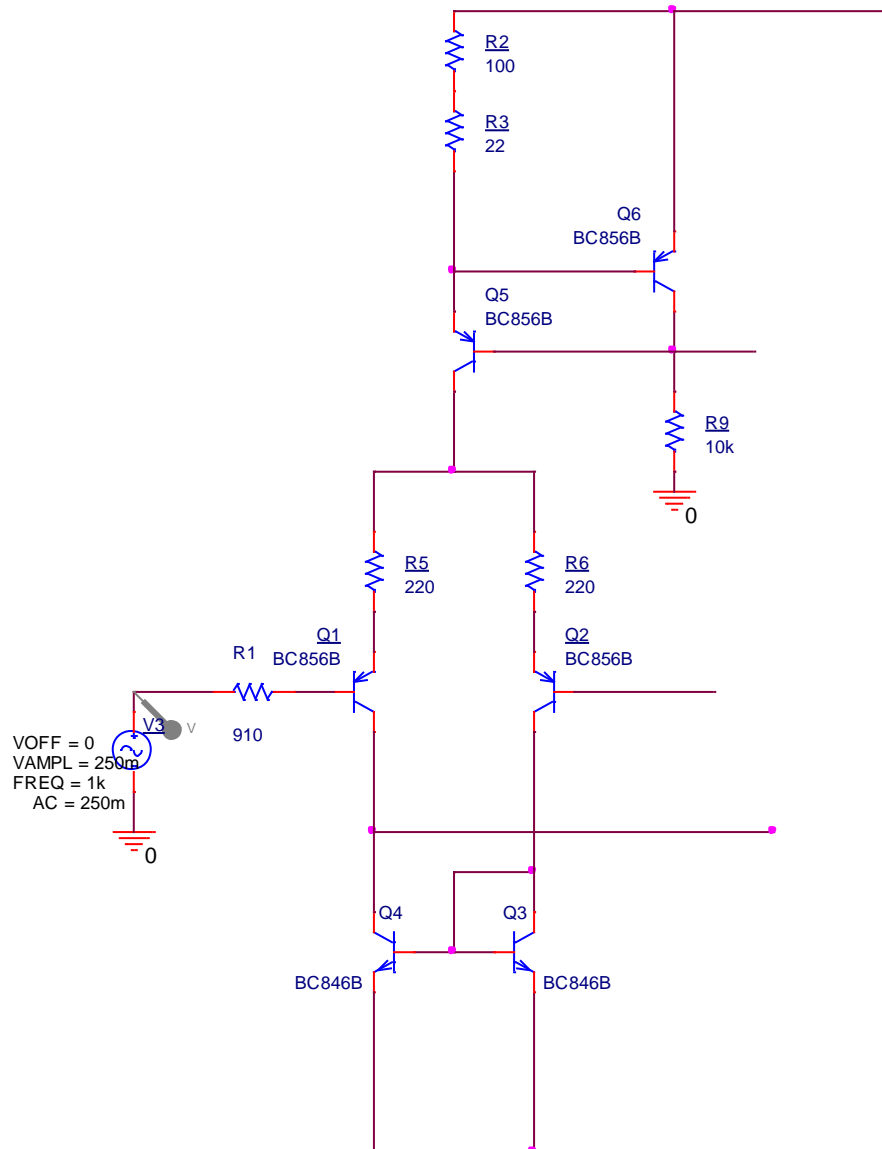 R2
100
R3
22
Q6
BC856B
Q5
BC856B
R9
10k
0
R5
220
R6
220
Q1
BC856B
Q2
BC856B
R1
910
V3
V
VOFF = 0
VAMPL = 250m
FREQ = 1k
AC = 250m
0
Q4
Q3
BC846B
BC846B